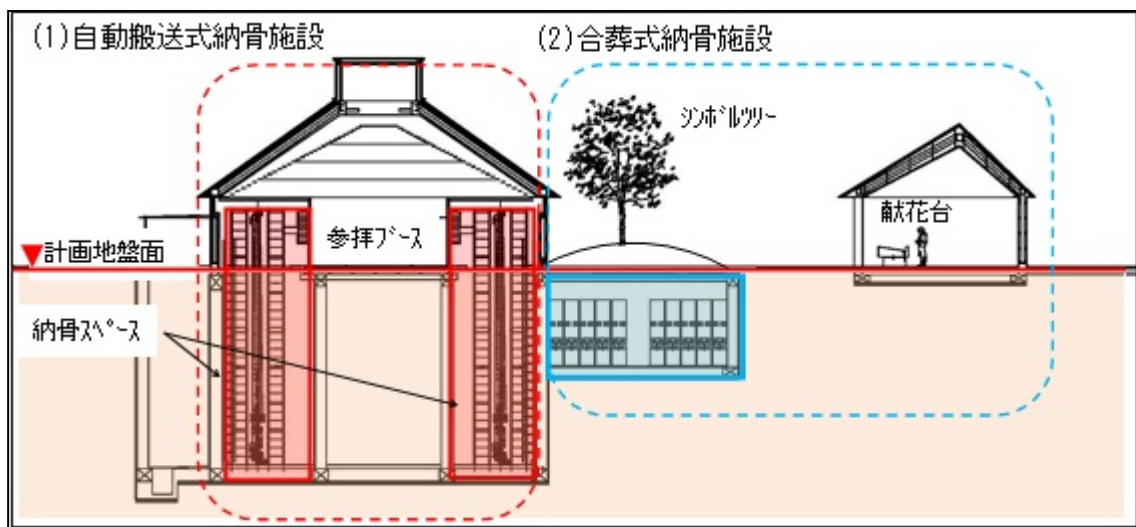 (1)自動搬送式納骨施設
(2)合葬式納骨施設
シンボルツリー
参拝ブース
献花台
▼計画地盤面
納骨スペース